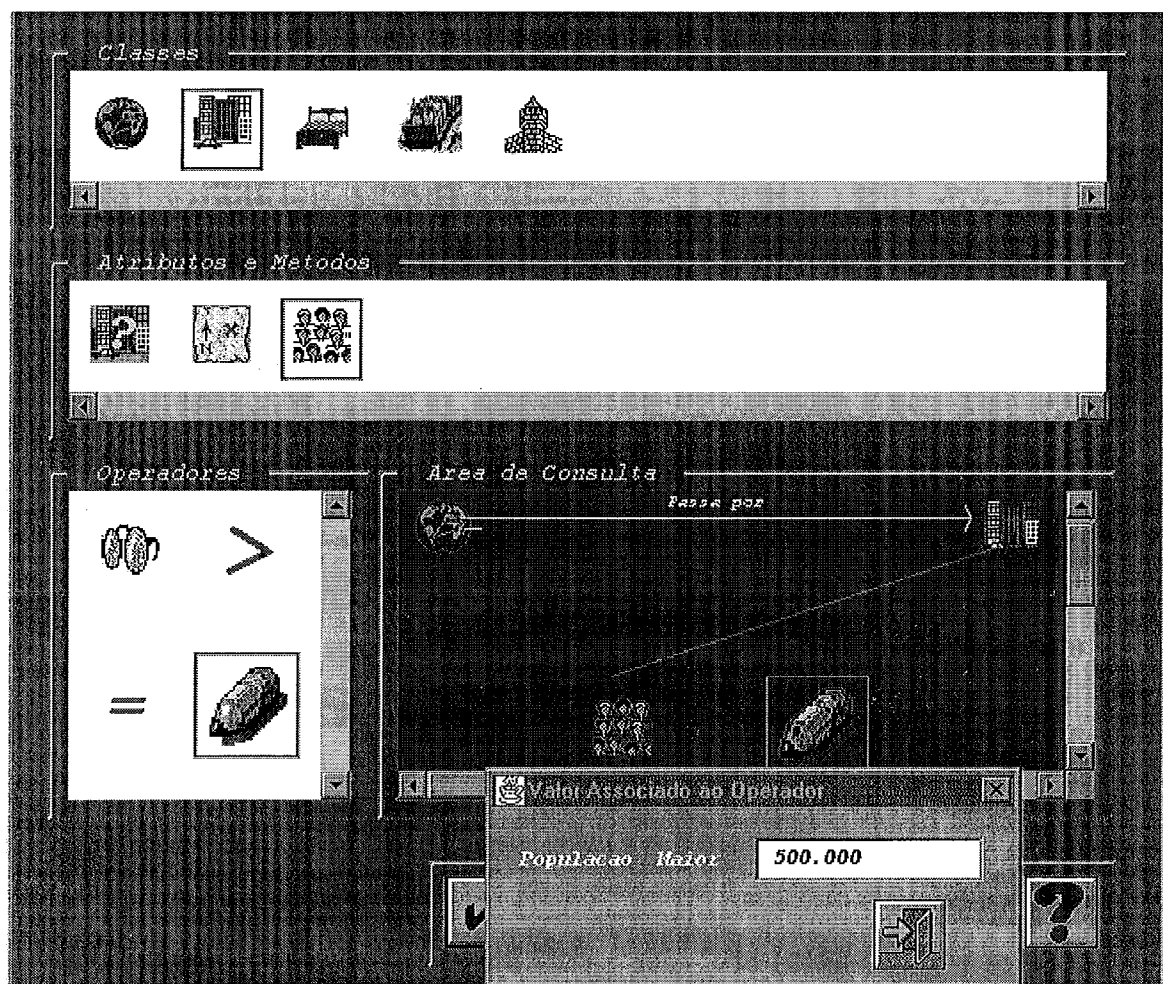 Classes
Atributos e Metodos
Operadores
Area de Consulta
Passa por
N
>
=
Valor Associado ao Operador
Populacao Maior 500.000
?